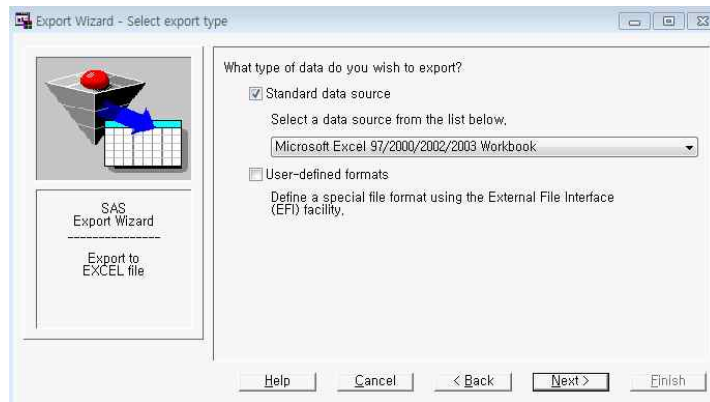 Export Wizard - Select export type
What type of data do you wish to export?
Standard data source
Select a data source from the list below,
Microsoft Excel 97/2000/2002/2003 Workbook
User-defined formats
Define a special file format using the External File Interface
(EFI) facility,
SAS
Export Wizard
---------------
Export to
EXCEL file
Help
Cancel
< Back
Next >
Finish